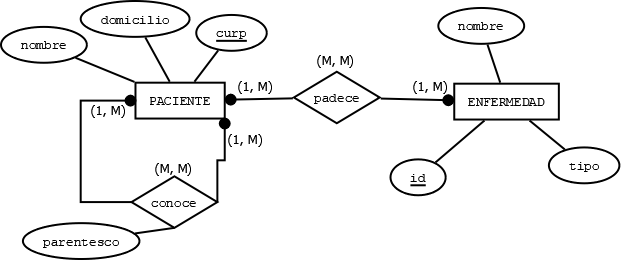 domicilio
nombre
curp
nombre
(M, M)
(1, M)
(1, M)
(1, M)
PACIENTE
padece
ENFERMEDAD
(1, M)
(M, M)
tipo
id
conoce
parentesco